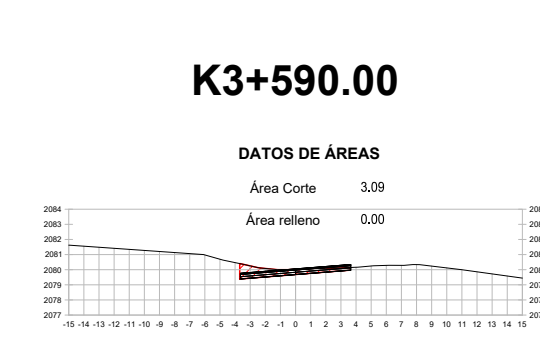 K3+590.00
DATOS DE ÁREAS
Área Corte 3.09
Área relleno 0.00
2084
2083
2082
2081
2080
2079
2078
2077
-15 -14 -13 -12 -11 -10 -9 -8 -7 -6 -5 -4 -3 -2 -1 0 1 2 3 4 5 6 7 8 9 10 11 12 13 14 15